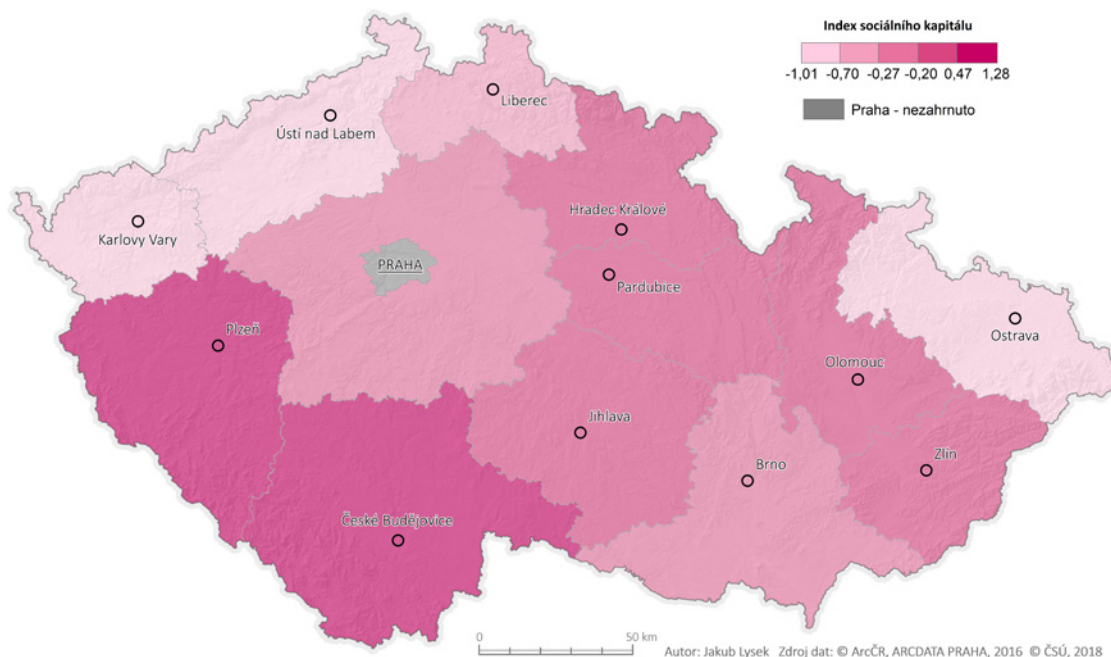 Index sociálního kapitálu
-1,01 -0,70 -0,27 -0,20 0,47 1,28
Praha - nezahrnuto
Liberec
Ústí nad Labem
Karlovy Vary
Hradec Králové
PRAHA
Pardubice
Plzeň
Ostrava
Olomouc
Jihlava
Zlín
Brno
České Budějovice
0 50 km
Autor: Jakub Lysek Zdroj dat: © ArcČR, ARCDATA PRAHA, 2016 © ČSÚ, 2018